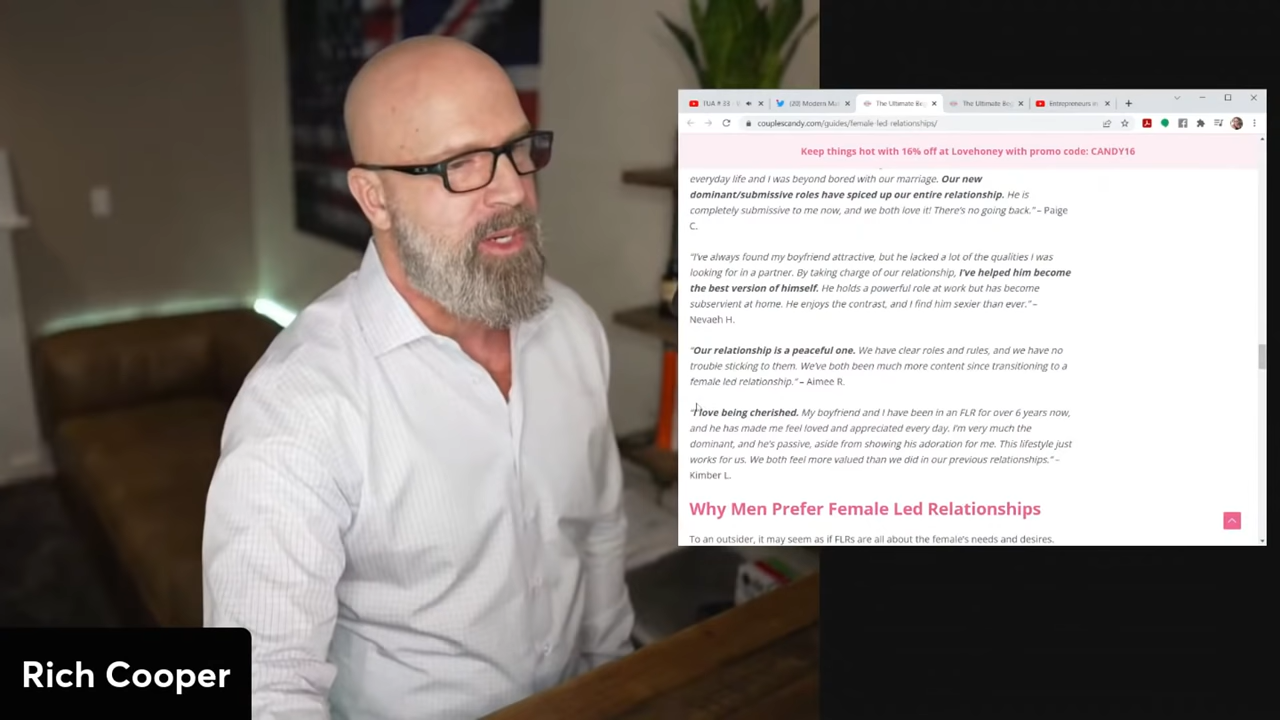 TUA # 33
(20) Modern Ma
The Ultimate Be
The Ultimate Be
Entrepreneurs
couplescandy.com/guides/female-led-relationships/
Keep things hot with 16% off at Lovehoney with promo code: CANDY16
everyday life and I was beyond bored with our marriage. Our new
dominant/submissive roles have spiced up our entire relationship. He is
completely submissive to me now, and we both love it! There's no going back." – Paige
C.
"I've always found my boyfriend attractive, but he lacked a lot of the qualities I was
looking for in a partner. By taking charge of our relationship, I've helped him become
the best version of himself. He holds a powerful role at work but has become
subservient at home. He enjoys the contrast, and I find him sexier than ever." –
Nevaeh H.
"Our relationship is a peaceful one. We have clear roles and rules, and we have no
trouble sticking to them. We've both been much more content since transitioning to a
female led relationship." – Aimee R.
"I love being cherished. My boyfriend and I have been in an FLR for over 6 years now,
and he has made me feel loved and appreciated every day. I'm very much the
dominant, and he's passive, aside from showing his adoration for me. This lifestyle just
works for us. We both feel more valued than we did in our previous relationships." –
Kimber L.
Why Men Prefer Female Led Relationships
To an outsider, it may seem as if FLRs are all about the female's needs and desires.
Rich Cooper